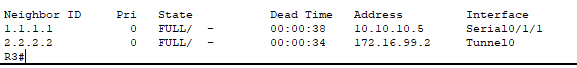 Neighbor ID     Pri   State           Dead Time   Address         Interface
1.1.1.1           0   FULL/  -        00:00:38    10.10.10.5      Serial0/1/1
2.2.2.2           0   FULL/  -        00:00:34    172.16.99.2     Tunnel0
R3#